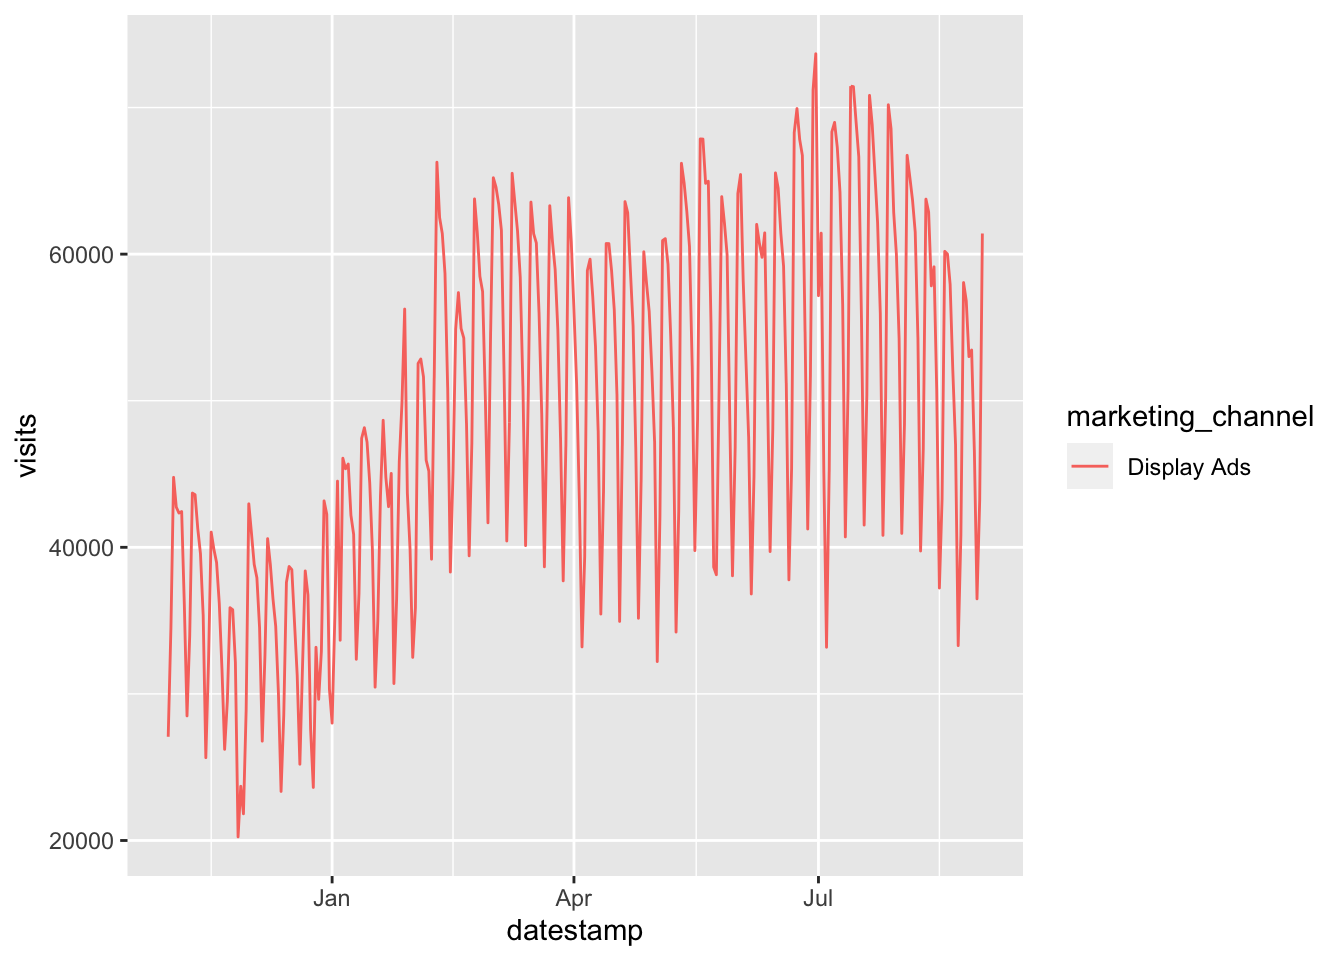 60000
40000
20000
visits
Jan
Apr
Jul
datestamp
marketing_channel
Display Ads